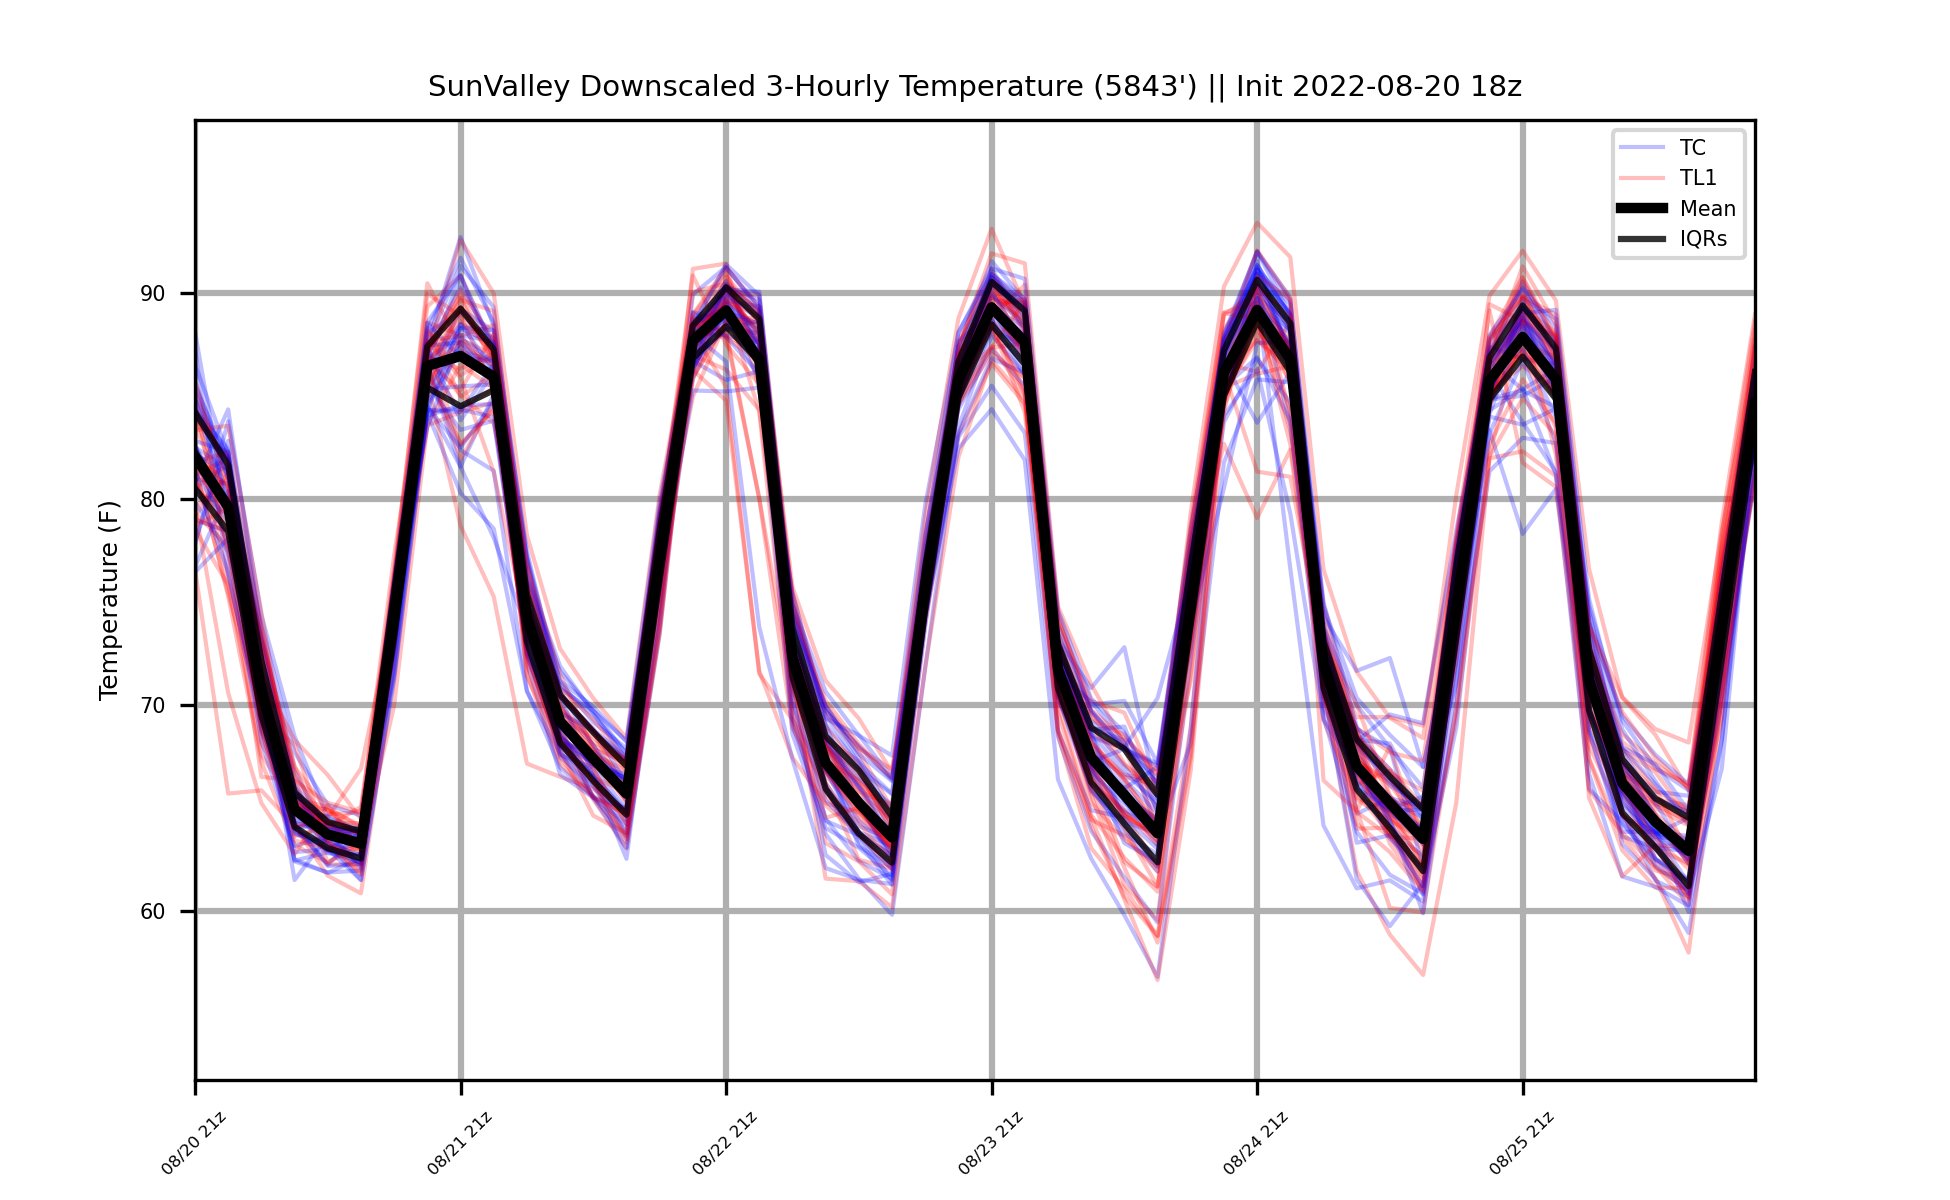 SunValley Downscaled 3-Hourly Temperature (5843') || Init 2022-08-20 18z
TC
TL1
Mean
IQRs
Temperature (F)
90
80
70
60
08/20 21z
08/21 21z
08/22 21z
08/23 21z
08/24 21z
08/25 21z